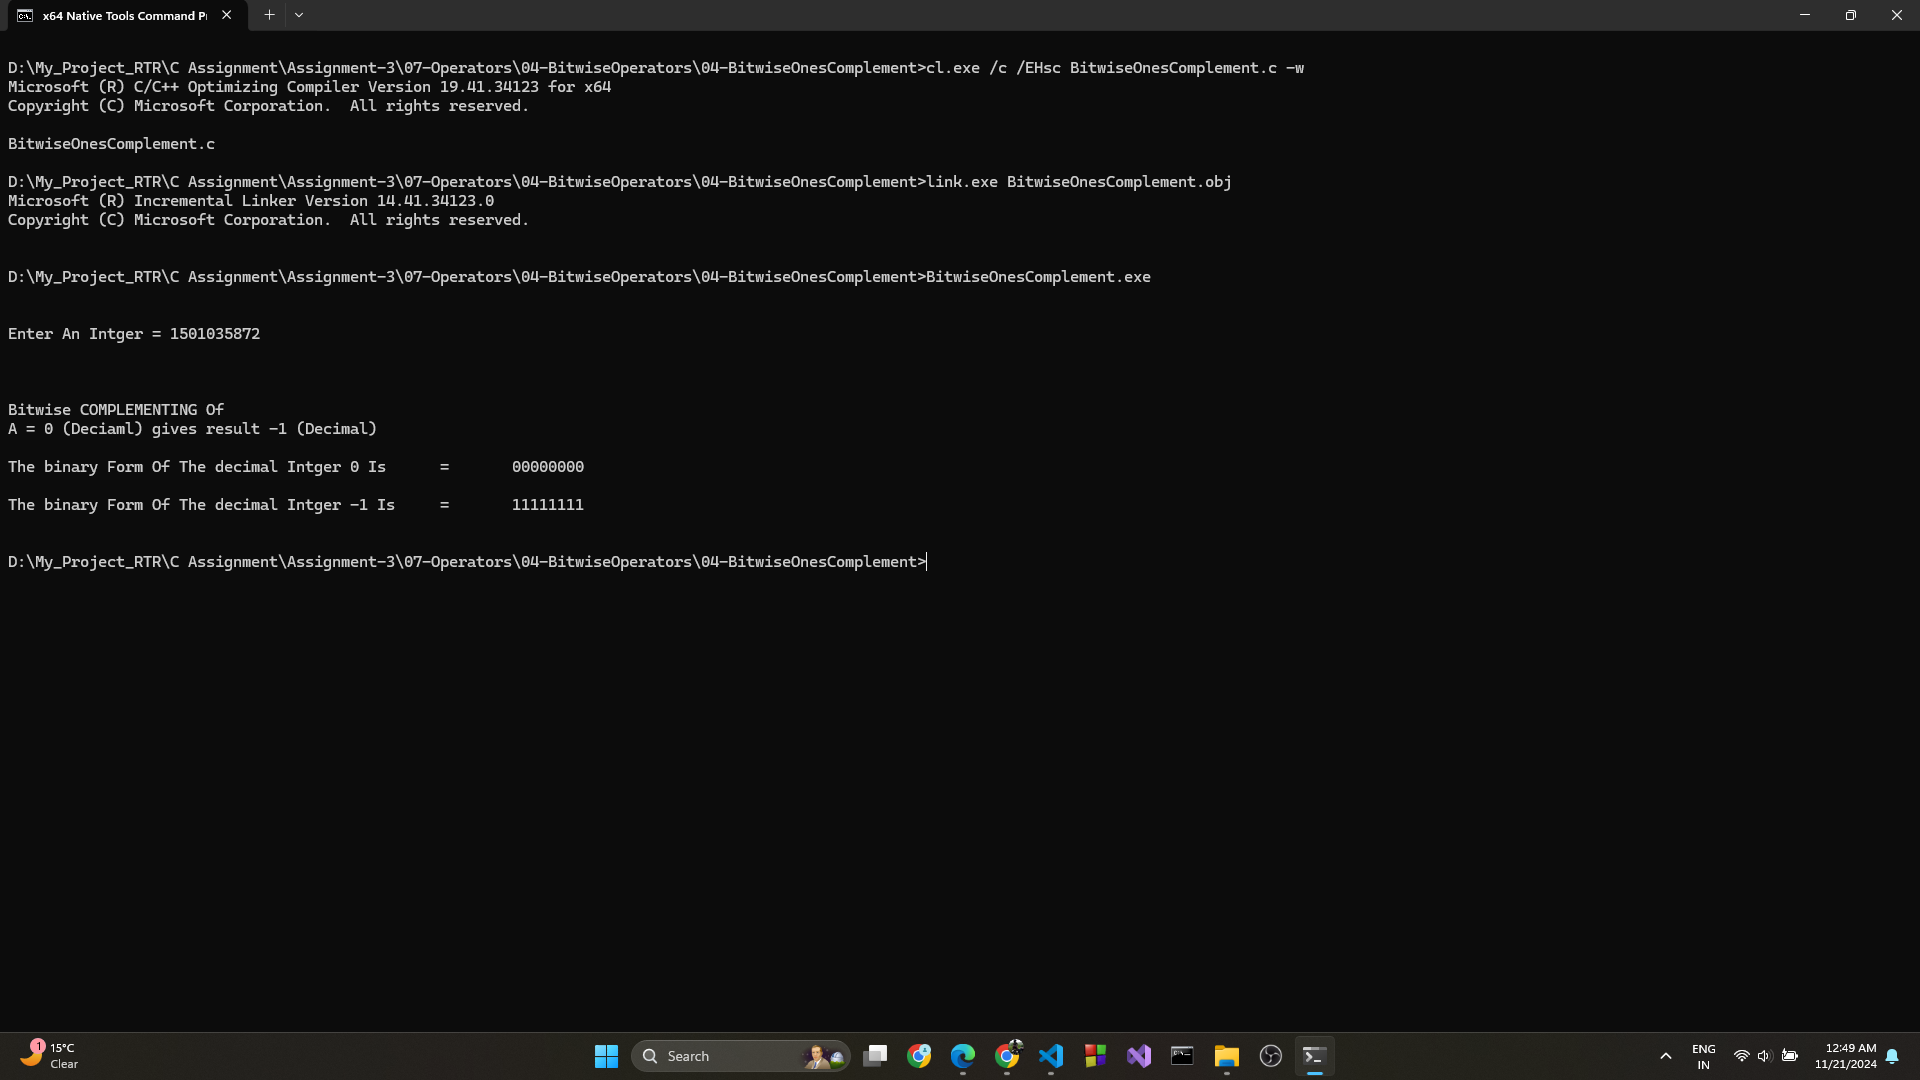 x64 Native Tools Command P
D:\My_Project_RTR\C Assignment\Assignment-3\07-Operators\04-BitwiseOperators\04-BitwiseOnesComplement>cl.exe /c /EHsc BitwiseOnesComplement.c -w
Microsoft (R) C/C++ Optimizing Compiler Version 19.41.34123 for x64
Copyright (C) Microsoft Corporation.  All rights reserved.
BitwiseOnesComplement.c
D:\My_Project_RTR\C Assignment\Assignment-3\07-Operators\04-BitwiseOperators\04-BitwiseOnesComplement>link.exe BitwiseOnesComplement.obj
Microsoft (R) Incremental Linker Version 14.41.34123.0
Copyright (C) Microsoft Corporation.  All rights reserved.
D:\My_Project_RTR\C Assignment\Assignment-3\07-Operators\04-BitwiseOperators\04-BitwiseOnesComplement>BitwiseOnesComplement.exe
Enter An Intger = 1501035872
Bitwise COMPLEMENTING Of
A = 0 (Deciaml) gives result -1 (Decimal)
The binary Form Of The decimal Intger 0 Is      =       00000000
The binary Form Of The decimal Intger -1 Is     =       11111111
D:\My_Project_RTR\C Assignment\Assignment-3\07-Operators\04-BitwiseOperators\04-BitwiseOnesComplement>
1
15°C
Clear
Search
ENG
IN
12:49 AM
11/21/2024